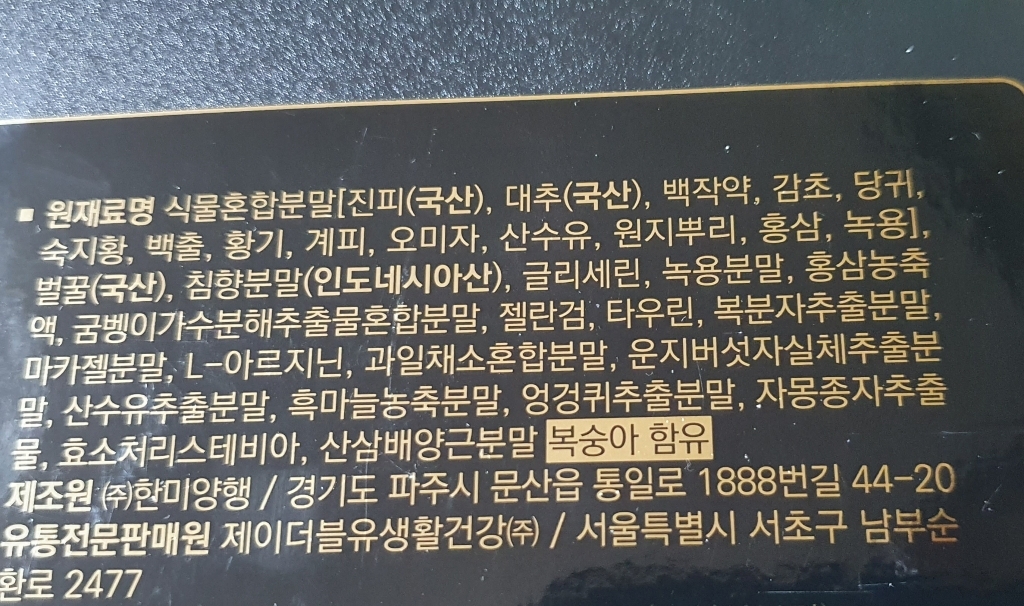 ▪ 원재료명 식물혼합분말[진피(국산), 대추(국산), 백작약, 감초, 당귀,
숙지황, 백출, 황기, 계피, 오미자, 산수유, 원지뿌리, 홍삼, 녹용],
벌꿀(국산), 침향분말(인도네시아산), 글리세린, 녹용분말, 홍삼농축
액, 굼벵이가수분해추출물혼합분말, 젤란검, 타우린, 복분자추출분말,
마카젤분말, L-아르지닌, 과일채소혼합분말, 운지버섯자실체추출분
말, 산수유추출분말, 흑마늘농축분말, 엉겅퀴추출분말, 자몽종자추출
물, 효소처리스테비아, 산삼배양근분말 복숭아 함유
제조원 ㈜한미양행 / 경기도 파주시 문산읍 통일로 1888번길 44-20
유통전문판매원 제이더블유생활건강㈜ / 서울특별시 서초구 남부순
환로 2477